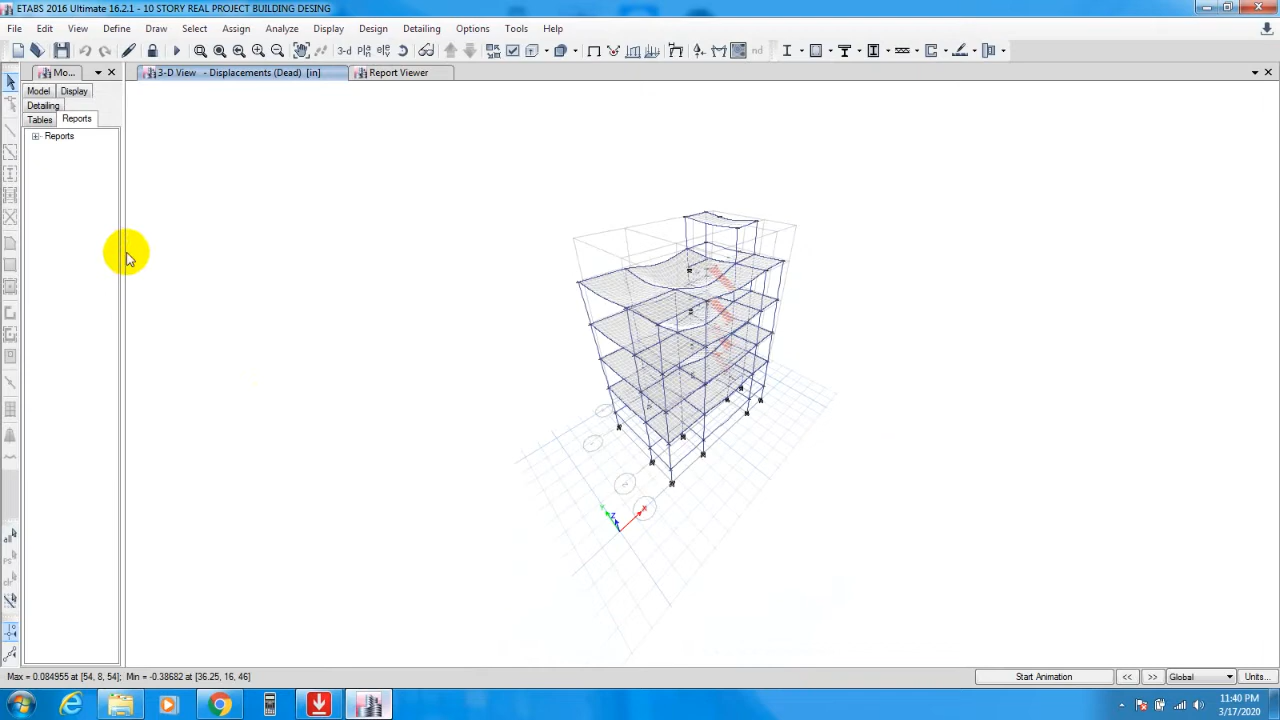 ETABS 2016 Ultimate 16.2.1 - 10 STORY REAL PROJECT BUILDING DESING
File Edit View Define Draw Select Assign Analyze Display Design Detailing Options Tools Help
3-d nd
Mo... 3-D View - Displacements (Dead) [in] Report Viewer
Model Display
Detailing
Tables Reports
Reports
X
Z
Max = 0.084955 at [54, 8, 54]; Min = -0.38682 at [36.25, 16, 46] Start Animation << >> Global Units...
11:40 PM
3/17/2020